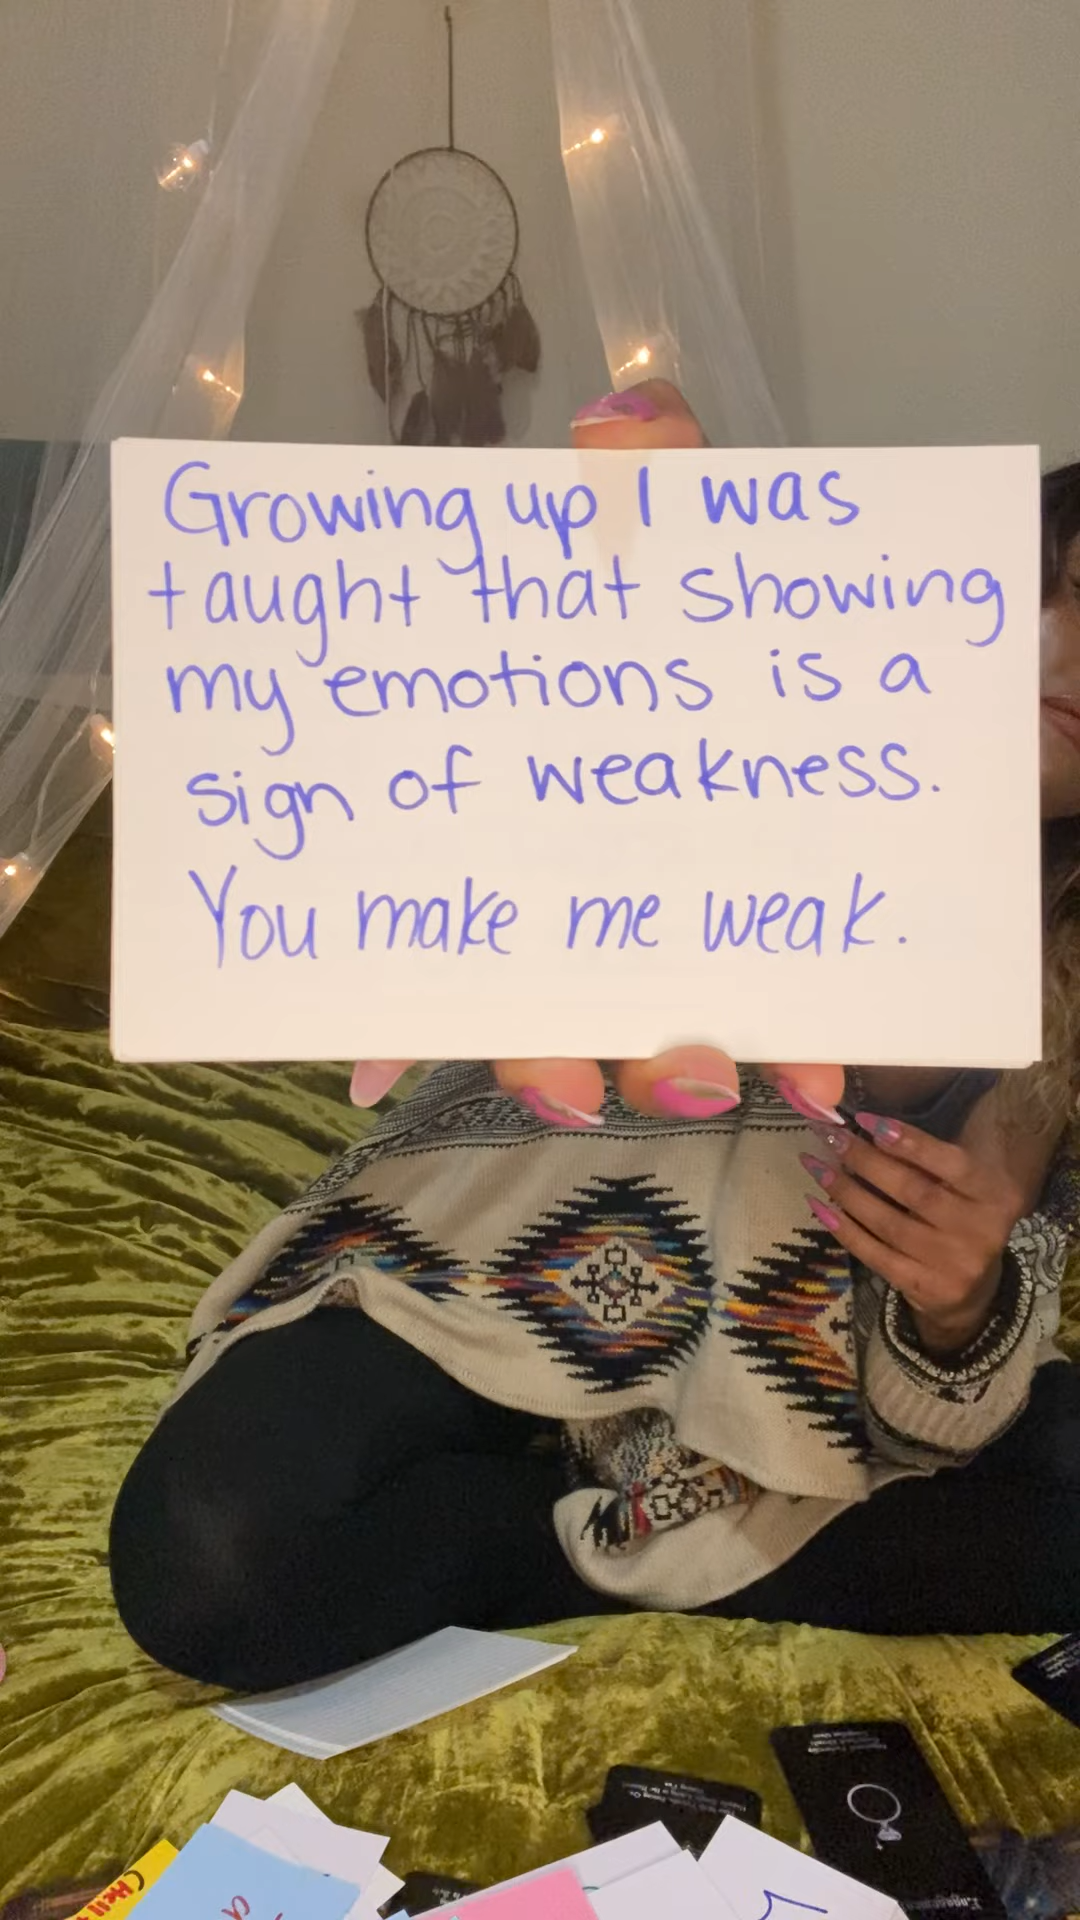 Growing up I was
taught that showing
my emotions is a
sign of weakness.
You make me weak.